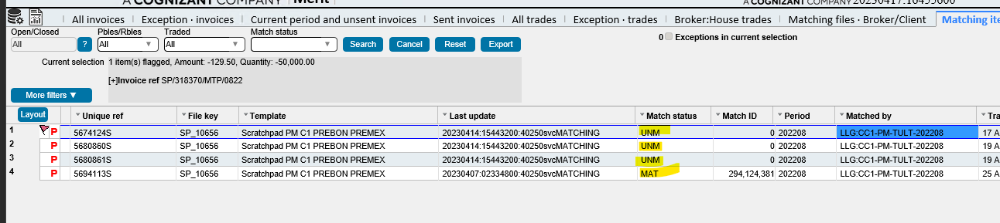 A COGNIZANT COMPANY | Merit A COGNIZANT COMPANY 20230417.10455600
All invoices Exception · invoices Current period and unsent invoices Sent invoices All trades Exception · trades Broker:House trades Matching files · Broker/Client Matching ite
Open/Closed Pbles/Rbles Traded Match status
All ? All All Search Cancel Reset Export 0 Exceptions in current selection
Current selection 1 item(s) flagged, Amount: -129.50, Quantity: -50,000.00
[+]Invoice ref SP/318370/MTP/0822
More filters ▼
Layout Unique ref File key Template Last update Match status Match ID Period Matched by Tra
1 P 5674124S SP_10656 Scratchpad PM C1 PREBON PREMEX 20230414:15443200:40250svcMATCHING UNM 0 202208 LLG:CC1-PM-TULT-202208 17 A
2 P 5680860S SP_10656 Scratchpad PM C1 PREBON PREMEX 20230414:15443200:40250svcMATCHING UNM 0 202208 LLG:CC1-PM-TULT-202208 19 A
3 P 5680861S SP_10656 Scratchpad PM C1 PREBON PREMEX 20230414:15443200:40250svcMATCHING UNM 0 202208 LLG:CC1-PM-TULT-202208 19 A
4 P 5694113S SP_10656 Scratchpad PM C1 PREBON PREMEX 20230407:02334800:40250svcMATCHING MAT 294,124,381 202208 LLG:CC1-PM-TULT-202208 25 A